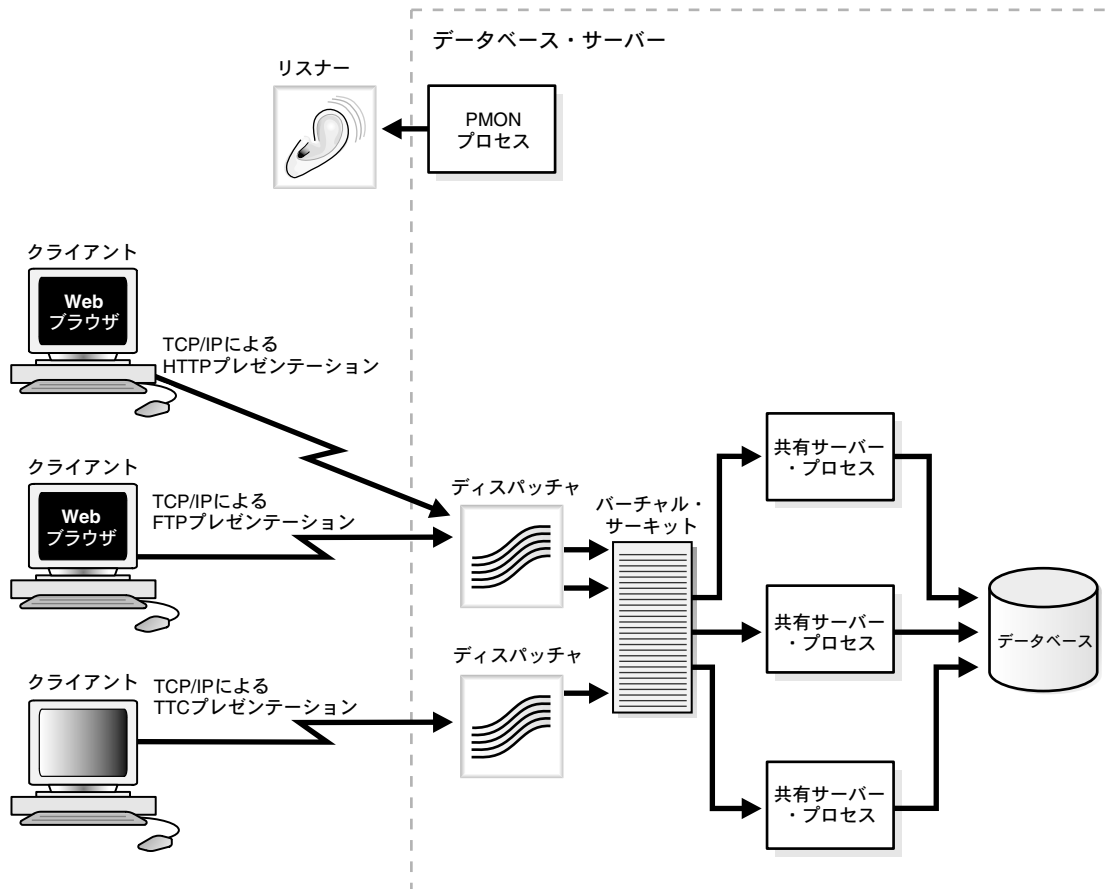 データベース・サーバー
リスナー
PMON
プロセス
クライアント
Web
ブラウザ
TCP/IPによる
HTTPプレゼンテーション
クライアント
Web
ブラウザ
TCP/IPによる
FTPプレゼンテーション
ディスパッチャ
バーチャル・
サーキット
共有サーバー
・プロセス
共有サーバー
・プロセス
データベース
ディスパッチャ
クライアント
TCP/IPによる
TTCプレゼンテーション
共有サーバー
・プロセス